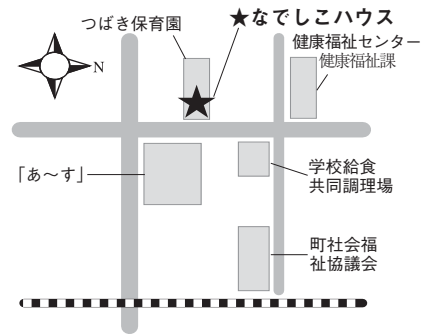 ★なでしこハウス
つばき保育園
健康福祉センター
健康福祉課
N
「あ～す」
学校給食
共同調理場
町社会福
祉協議会